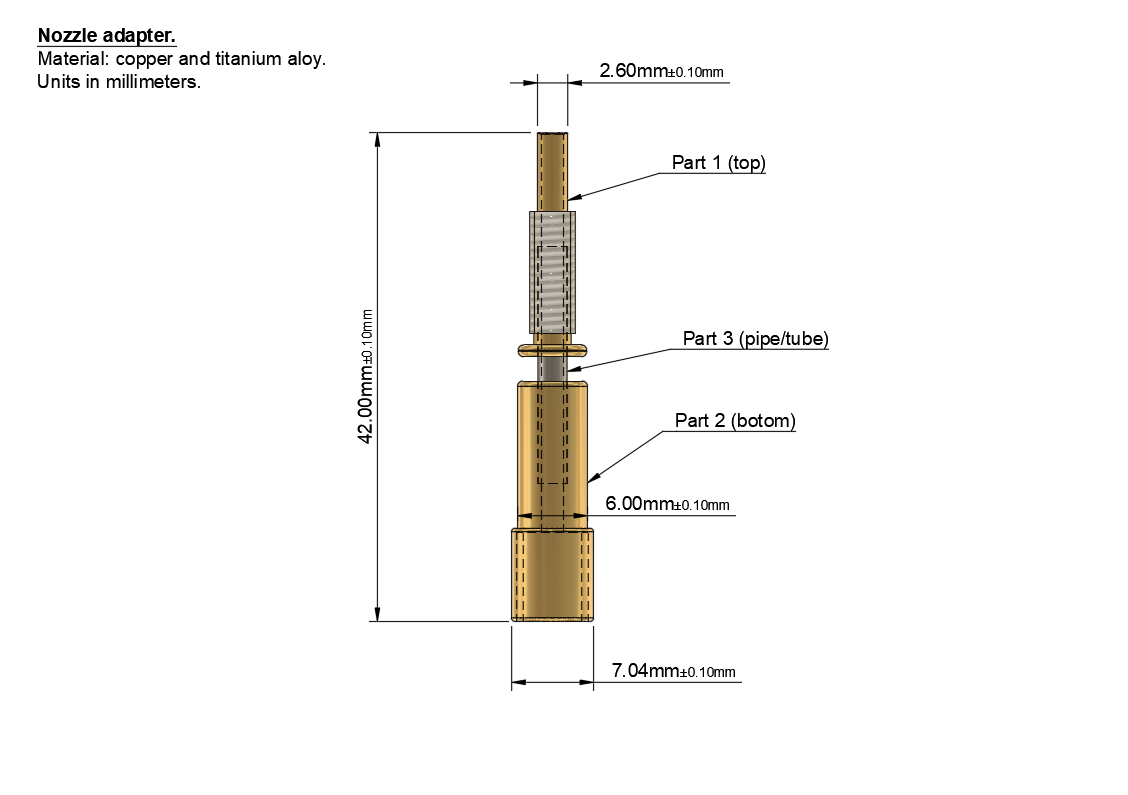 Nozzle adapter.
Material: copper and titanium aloy.
Units in millimeters.
2.60mm±0.10mm
Part 1 (top)
42.00mm±0.10mm
Part 3 (pipe/tube)
Part 2 (botom)
6.00mm±0.10mm
7.04mm±0.10mm